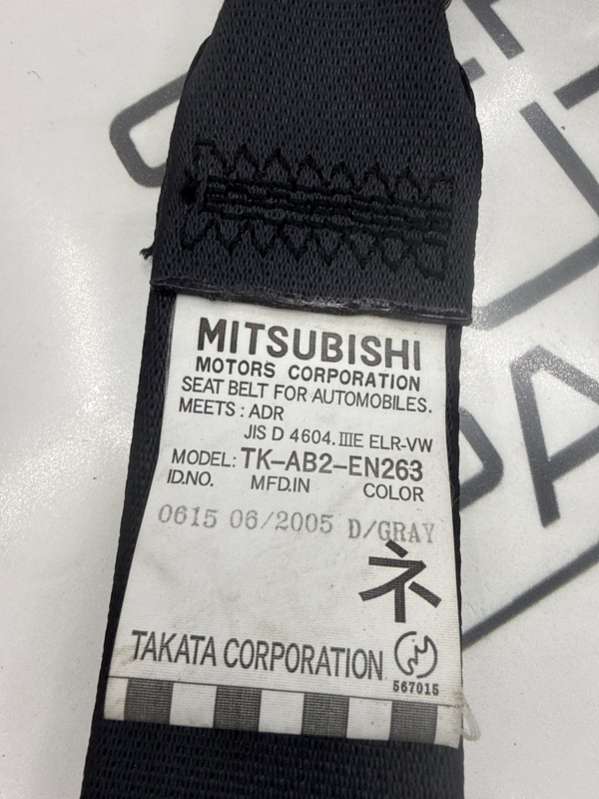 MITSUBISHI
MOTORS CORPORATION
SEAT BELT FOR AUTOMOBILES.
MEETS: ADR
JIS D 4604. IIIE ELR-VW
MODEL: TK-AB2-EN263
ID.NO. MFD.IN COLOR
0615 06/2005 D/GRAY
ネ
TAKATA CORPORATION
567015